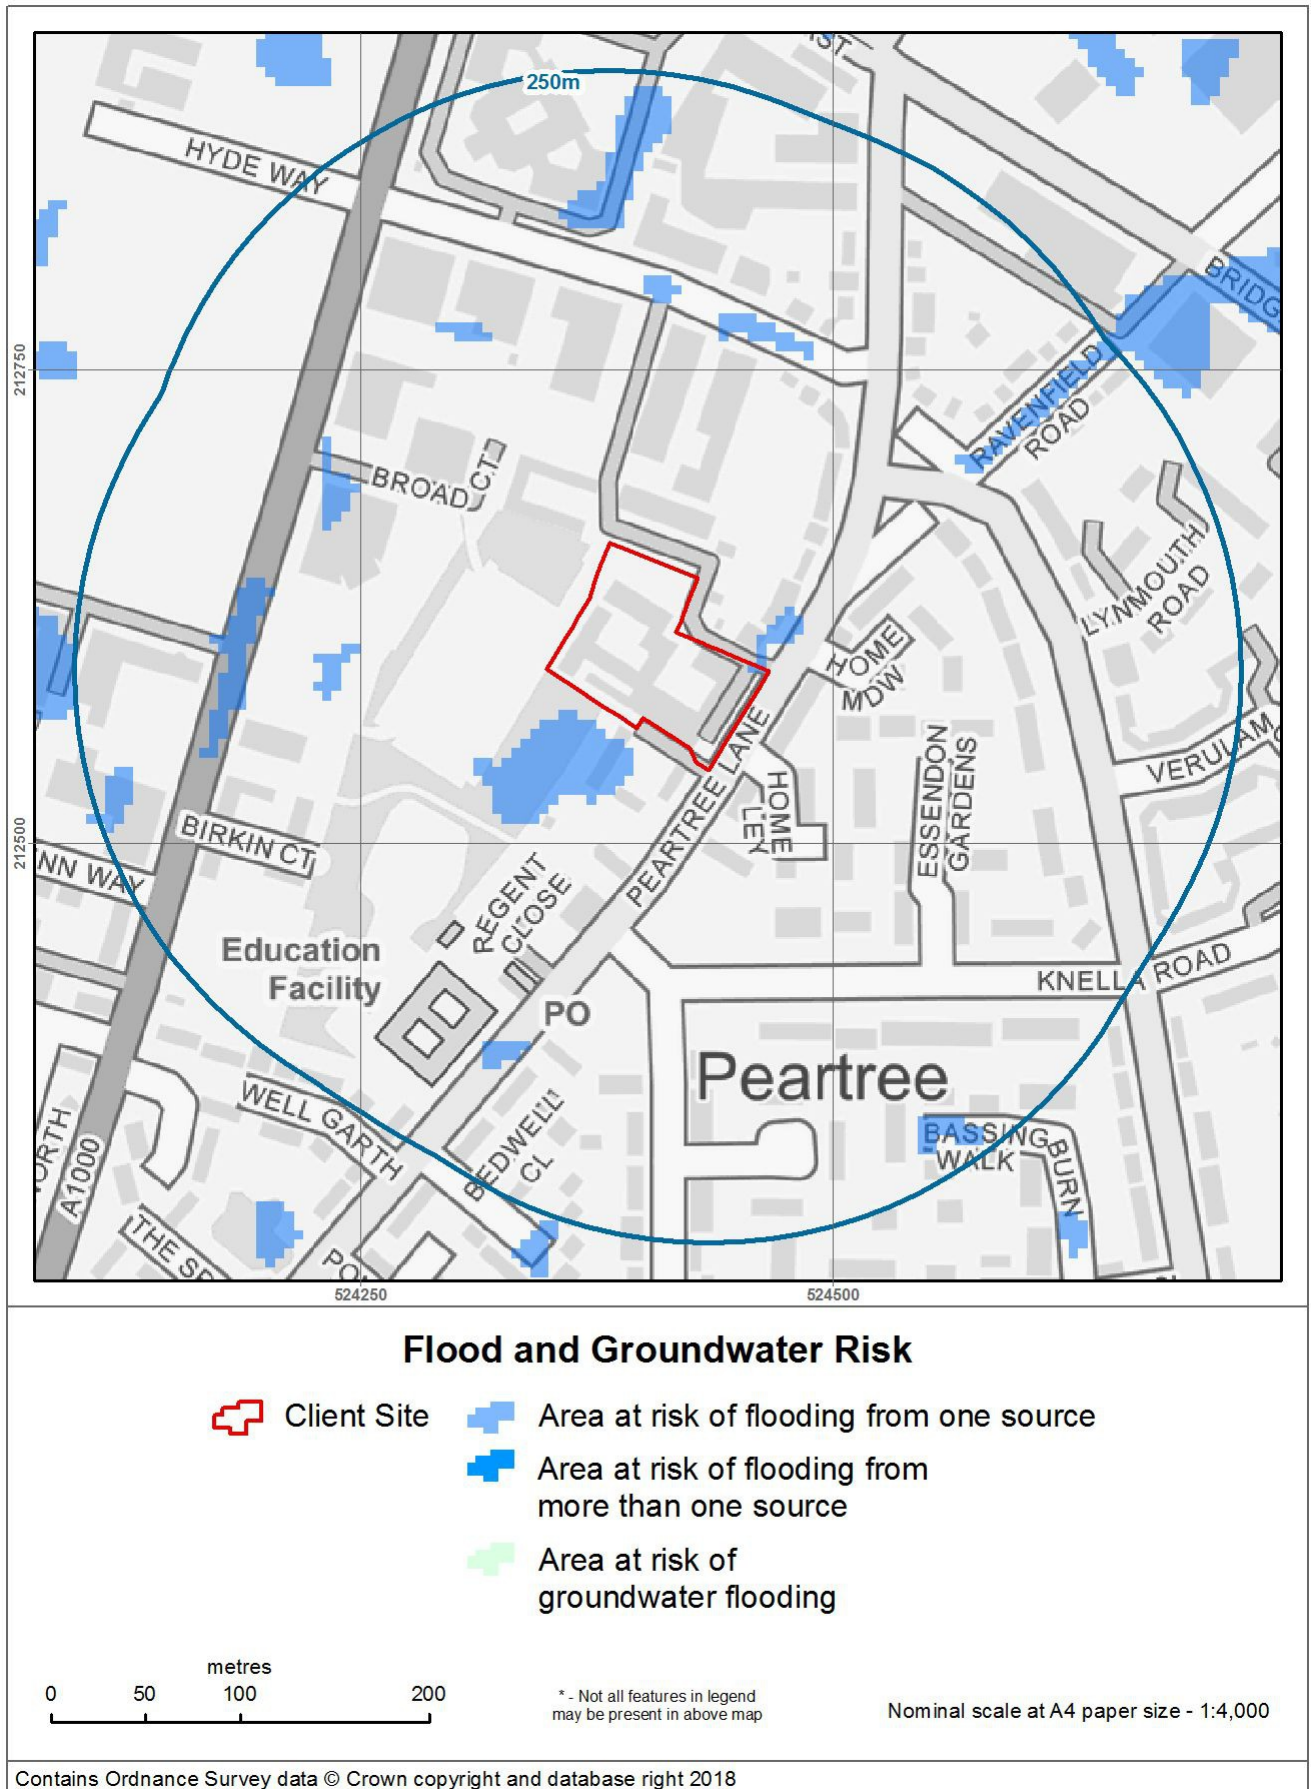 250m
HYDE WAY
BRIDG
212750
RAVENFIELD
ROAD
BROAD CT
LYNMOUTH
ROAD
HOME
MDW
PEARTREE LANE
HOME
LEY
ESSENDON
GARDENS
VERULAM
212500
BIRKIN CT
NN WAY
REGENT
CLOSE
Education
Facility
KNELLA ROAD
PO
Peartree
WELL GARTH
BEDWELL
CL
BASSING
WALK
BURN
ORTH
A1000
THE SP
PO
524250
524500
Flood and Groundwater Risk
Client Site
Area at risk of flooding from one source
Area at risk of flooding from
more than one source
Area at risk of
groundwater flooding
metres
0 50 100 200
* - Not all features in legend
may be present in above map
Nominal scale at A4 paper size - 1:4,000
Contains Ordnance Survey data © Crown copyright and database right 2018